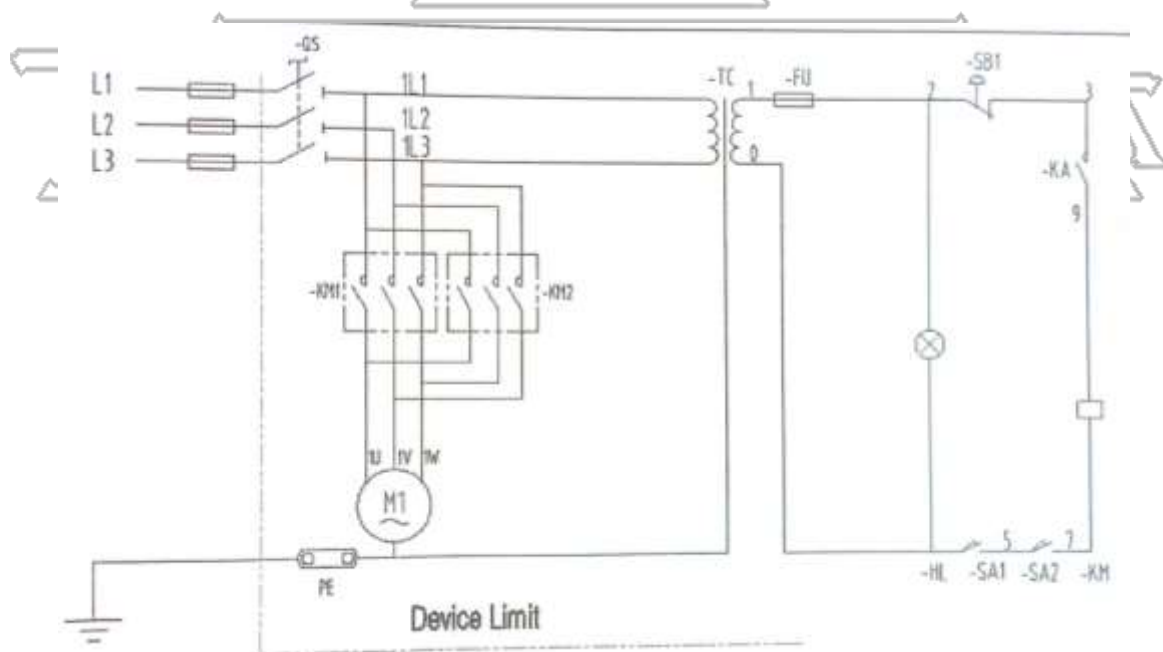 -QS
L1
1L1
-TC
1
-FU
2
-SB1
3
L2
1L2
L3
1L3
0
-KA
9
-KM1
-KM2
1U
1V
1W
M1
PE
5
7
-HL
-SA1
-SA2
-KM
Device Limit